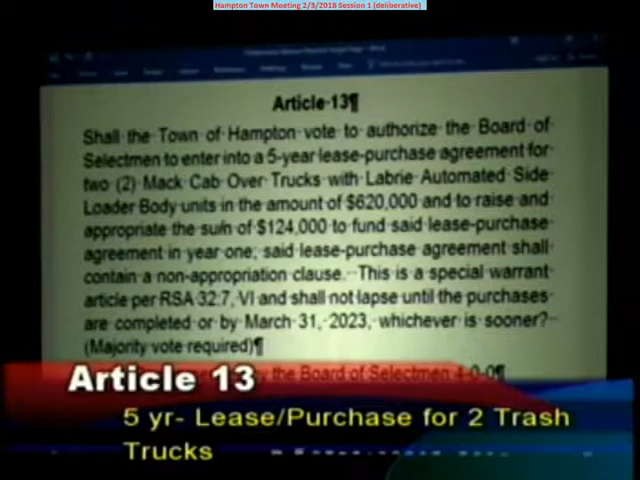 Hampton Town Meeting 2/3/2018 Session 1 (deliberative)
Article·13¶
Shall the Town of Hampton vote to authorize the Board of
Selectmen to enter into a 5-year lease-purchase agreement for
two (2) Mack Cab Over Trucks with Labrie Automated Side
Loader Body units in the amount of $620,000 and to raise and
appropriate the sum of $124,000 to fund said lease-purchase
agreement in year one; said lease-purchase agreement shall
contain a non-appropriation clause. This is a special warrant
article per RSA 32:7, VI and shall not lapse until the purchases
are completed or by March 31, 2023, whichever is sooner?
(Majority vote required)¶
by the Board of Selectmen 4-0-0¶
Article 13
5 yr- Lease/Purchase for 2 Trash
Trucks